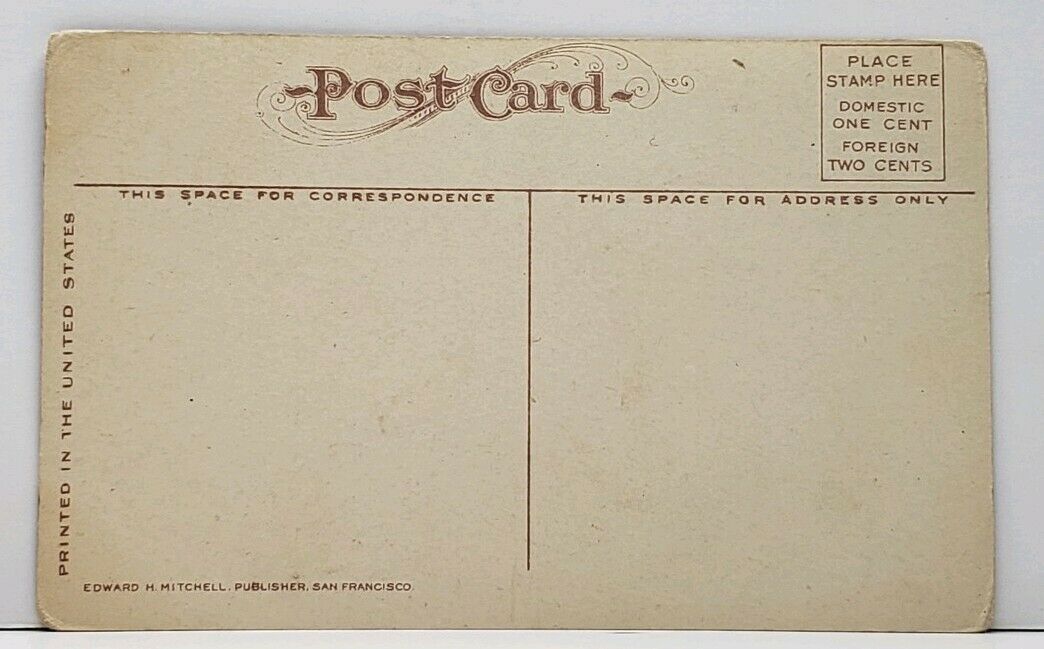 Post Card
PLACE
STAMP HERE
DOMESTIC
ONE CENT
FOREIGN
TWO CENTS
THIS SPACE FOR CORRESPONDENCE
THIS SPACE FOR ADDRESS ONLY
PRINTED IN THE UNITED STATES
EDWARD H. MITCHELL, PUBLISHER, SAN FRANCISCO.